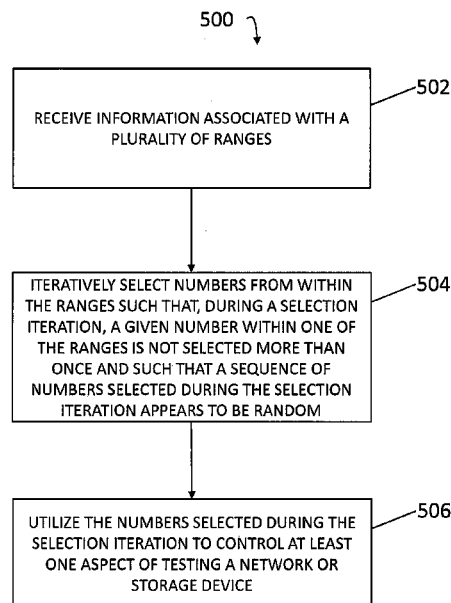 500
502
RECEIVE INFORMATION ASSOCIATED WITH A
PLURALITY OF RANGES
504
ITERATIVELY SELECT NUMBERS FROM WITHIN
THE RANGES SUCH THAT, DURING A SELECTION
ITERATION, A GIVEN NUMBER WITHIN ONE OF
THE RANGES IS NOT SELECTED MORE THAN
ONCE AND SUCH THAT A SEQUENCE OF
NUMBERS SELECTED DURING THE SELECTION
ITERATION APPEARS TO BE RANDOM
506
UTILIZE THE NUMBERS SELECTED DURING THE
SELECTION ITERATION TO CONTROL AT LEAST
ONE ASPECT OF TESTING A NETWORK OR
STORAGE DEVICE